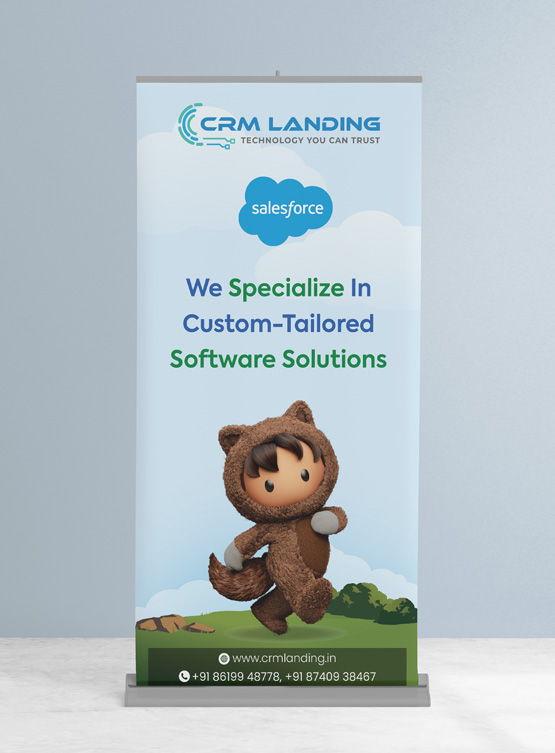 CRM LANDING
TECHNOLOGY YOU CAN TRUST
salesforce
We Specialize In
Custom-Tailored
Software Solutions
www.crmlanding.in
+91 86199 48778, +91 87409 38467